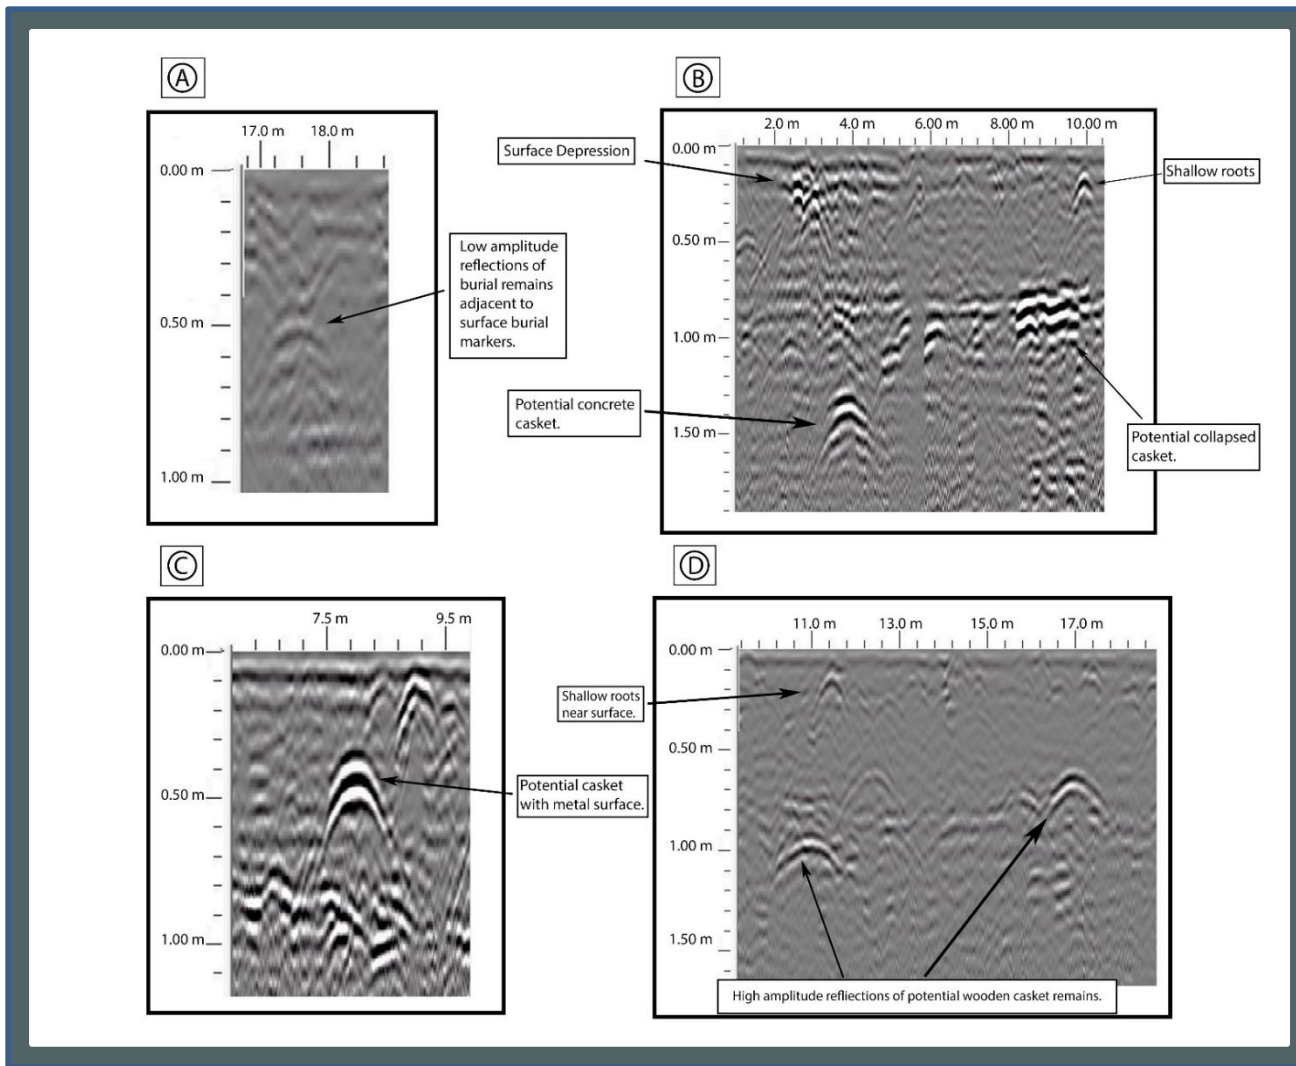 A
17.0 m 18.0 m
0.00 m
0.50 m
1.00 m
Low amplitude
reflections of
burial remains
adjacent to
surface burial
markers.
B
2.0 m 4.0 m 6.00 m 8.00 m 10.00 m
0.00 m
0.50 m
1.00 m
1.50 m
Surface Depression
Shallow roots
Potential concrete
casket.
Potential collapsed
casket.
C
7.5 m 9.5 m
0.00 m
0.50 m
1.00 m
Potential casket
with metal surface.
D
11.0 m 13.0 m 15.0 m 17.0 m
0.00 m
0.50 m
1.00 m
1.50 m
Shallow roots
near surface.
High amplitude reflections of potential wooden casket remains.